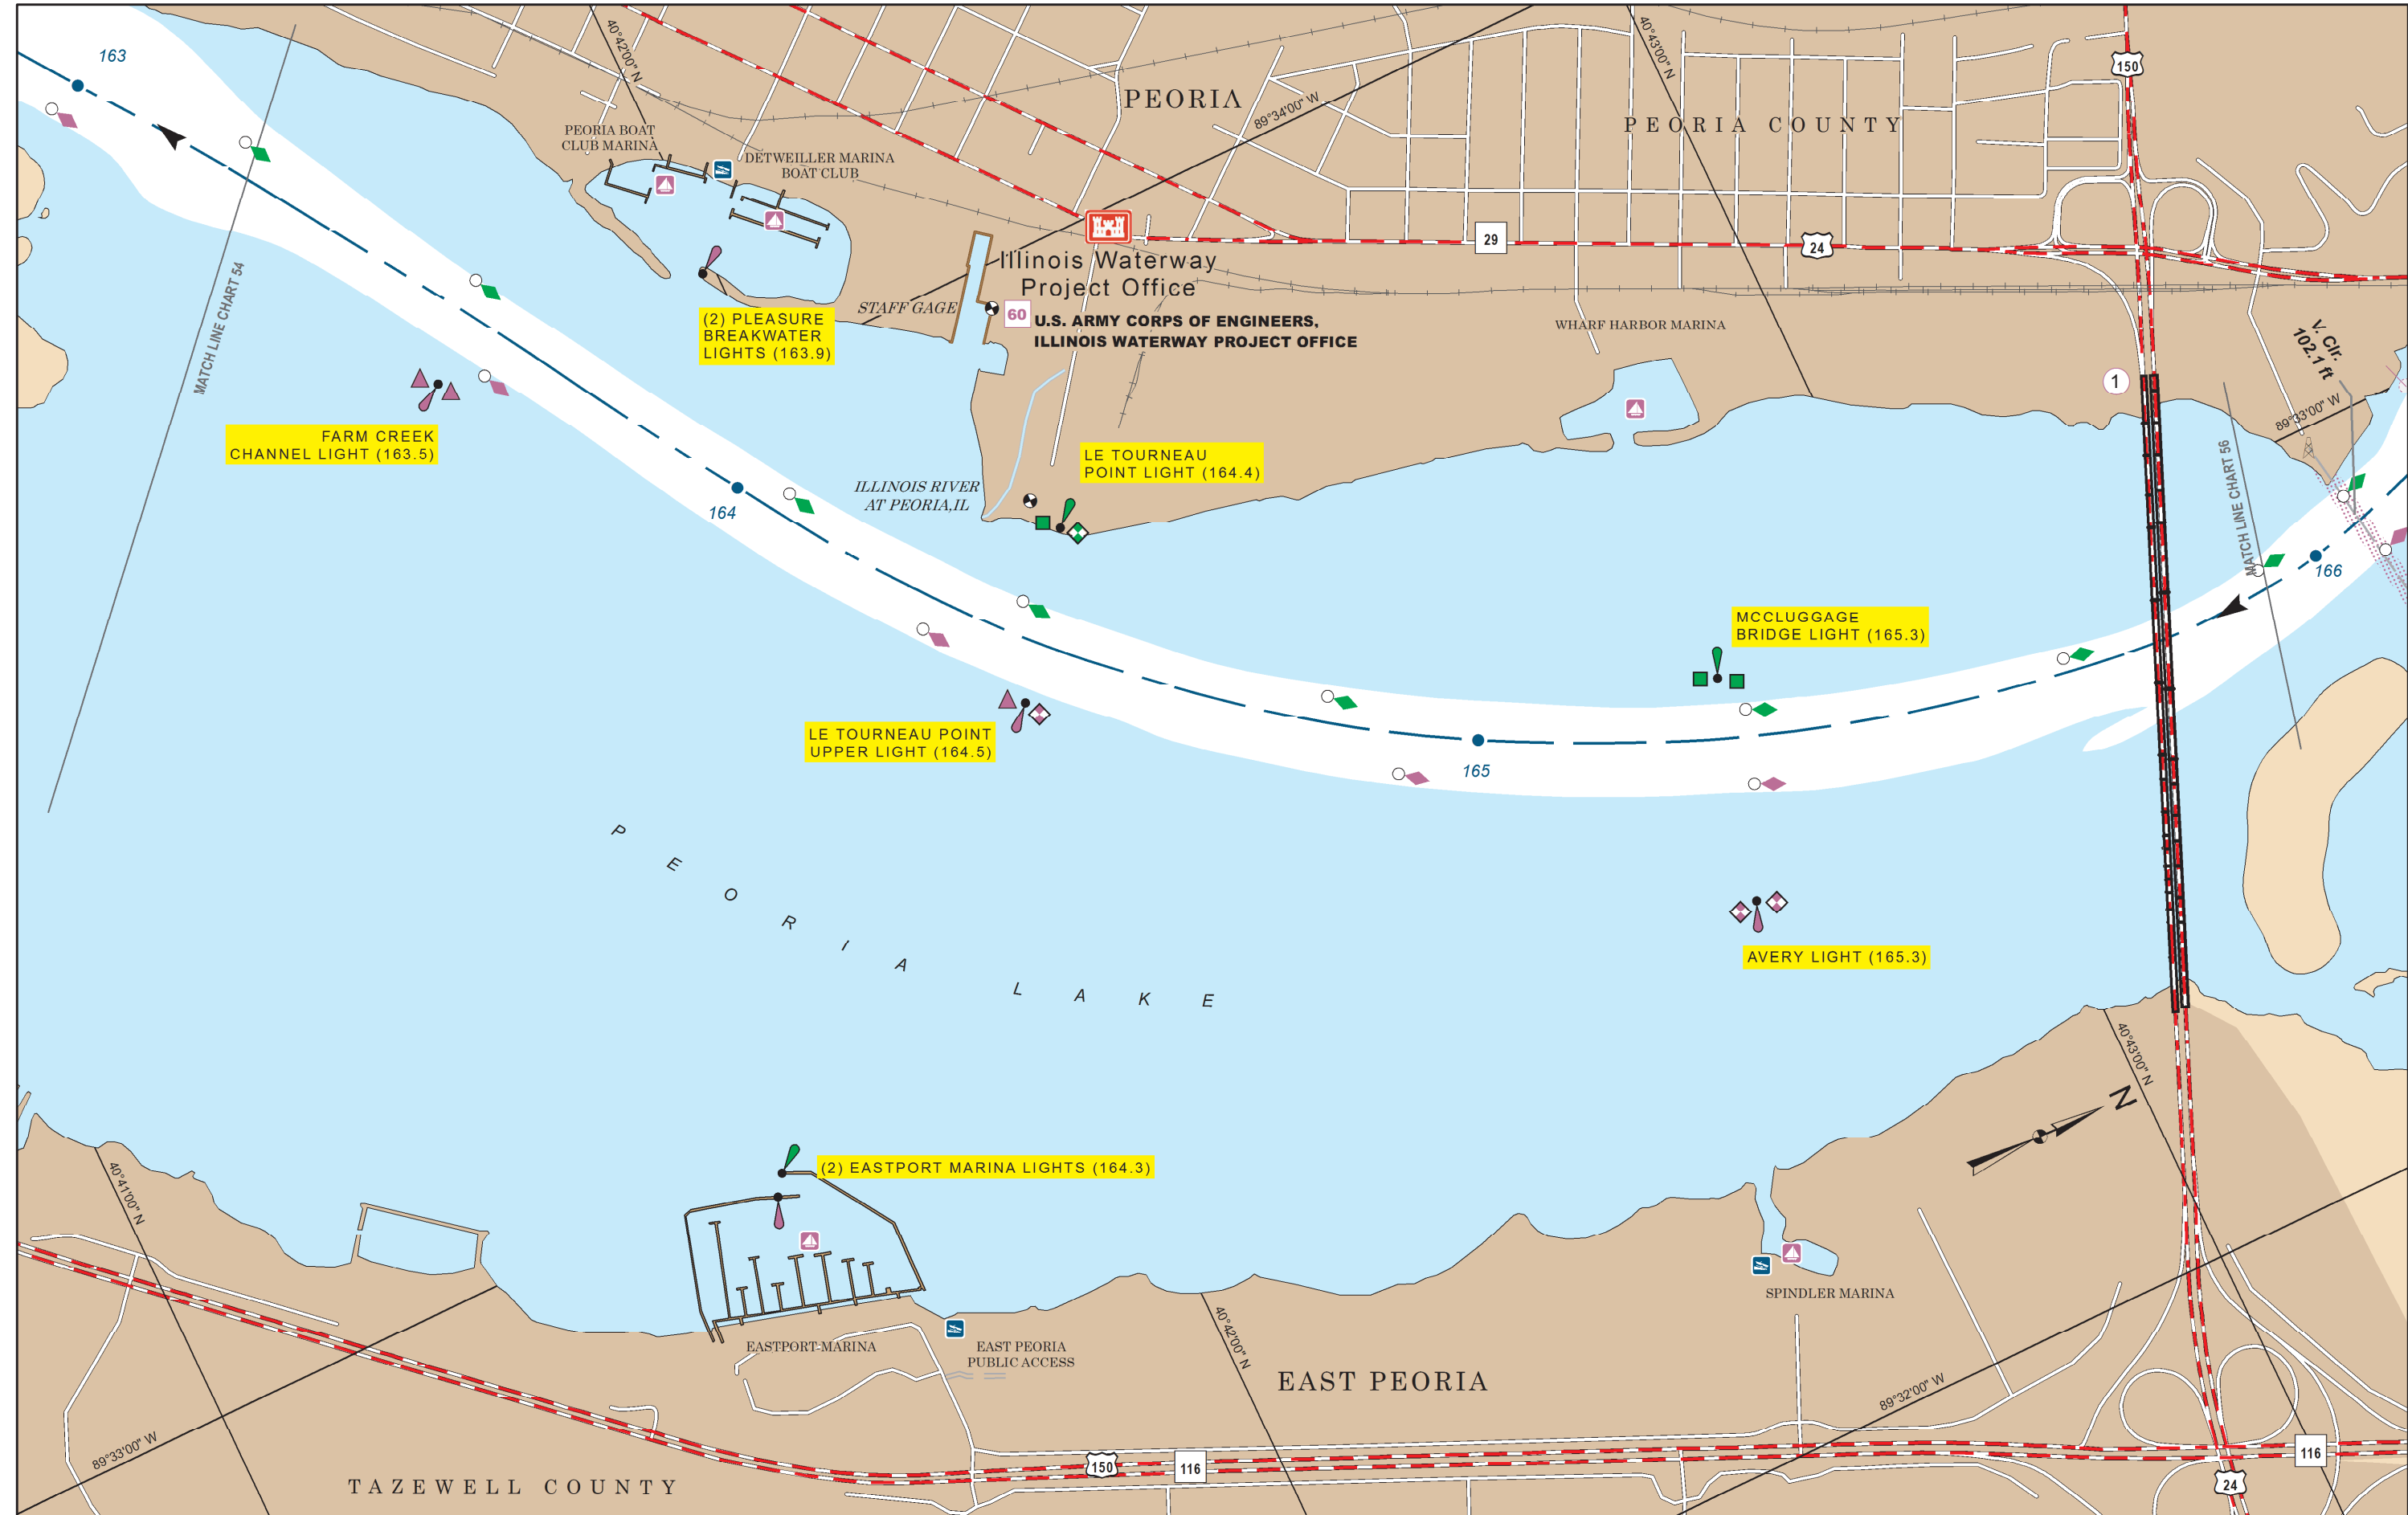 163
40°42'00" N
PEORIA
89°34'00" W
40°43'00" N
PEORIA COUNTY
150
PEORIA BOAT
CLUB MARINA
DETWEILLER MARINA
BOAT CLUB
29
24
Illinois Waterway
Project Office
STAFF GAGE
60
U.S. ARMY CORPS OF ENGINEERS,
ILLINOIS WATERWAY PROJECT OFFICE
(2) PLEASURE
BREAKWATER
LIGHTS (163.9)
MATCH LINE CHART 54
WHARF HARBOR MARINA
V. Clr.
102.1 ft
1
89°33'00" W
FARM CREEK
CHANNEL LIGHT (163.5)
LE TOURNEAU
POINT LIGHT (164.4)
MATCH LINE CHART 56
ILLINOIS RIVER
AT PEORIA,IL
164
166
MCCLUGGAGE
BRIDGE LIGHT (165.3)
LE TOURNEAU POINT
UPPER LIGHT (164.5)
165
PEORIA LAKE
AVERY LIGHT (165.3)
40°43'00" N
N
(2) EASTPORT MARINA LIGHTS (164.3)
40°41'00" N
SPINDLER MARINA
40°42'00" N
EASTPORT MARINA
EAST PEORIA
PUBLIC ACCESS
EAST PEORIA
89°32'00" W
89°33'00" W
150
116
116
TAZEWELL COUNTY
24